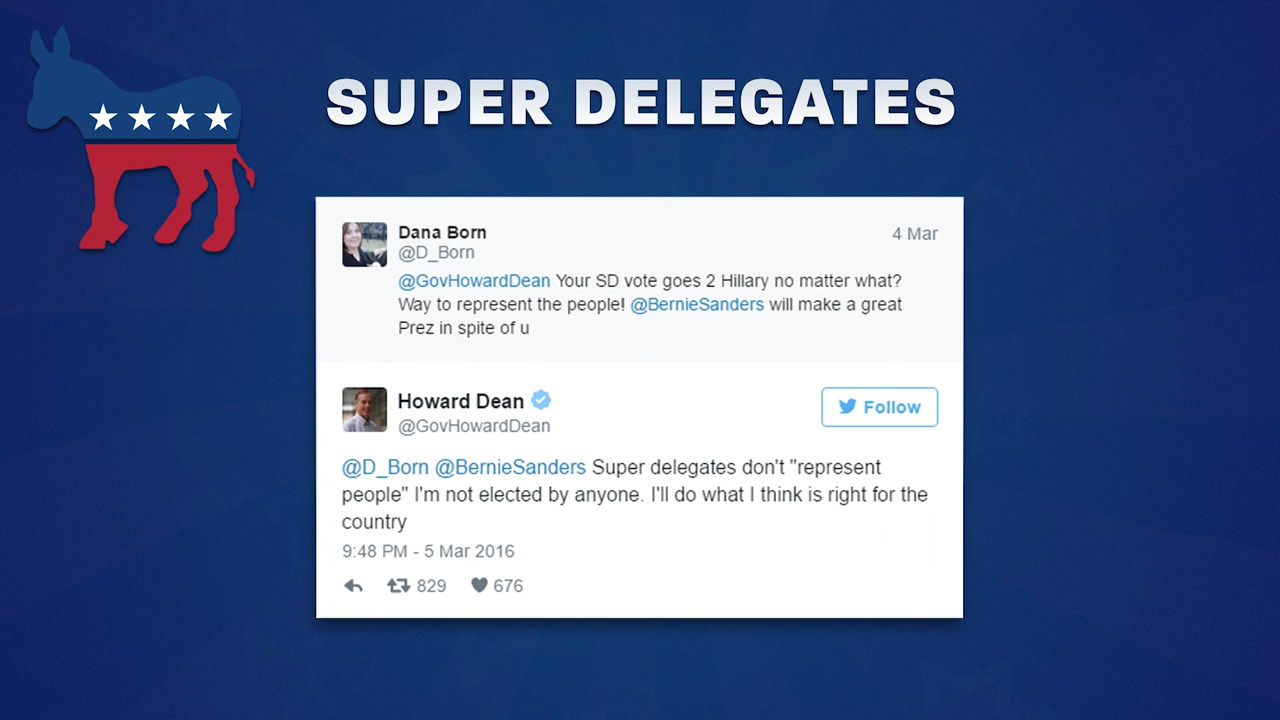 SUPER DELEGATES
Dana Born
4 Mar
@D_Born
@GovHowardDean Your SD vote goes 2 Hillary no matter what?
Way to represent the people! @BernieSanders will make a great
Prez in spite of u
Howard Dean
Follow
@GovHowardDean
@D_Born @BernieSanders Super delegates don't "represent
people" I'm not elected by anyone. I'll do what I think is right for the
country
9:48 PM - 5 Mar 2016
829 676